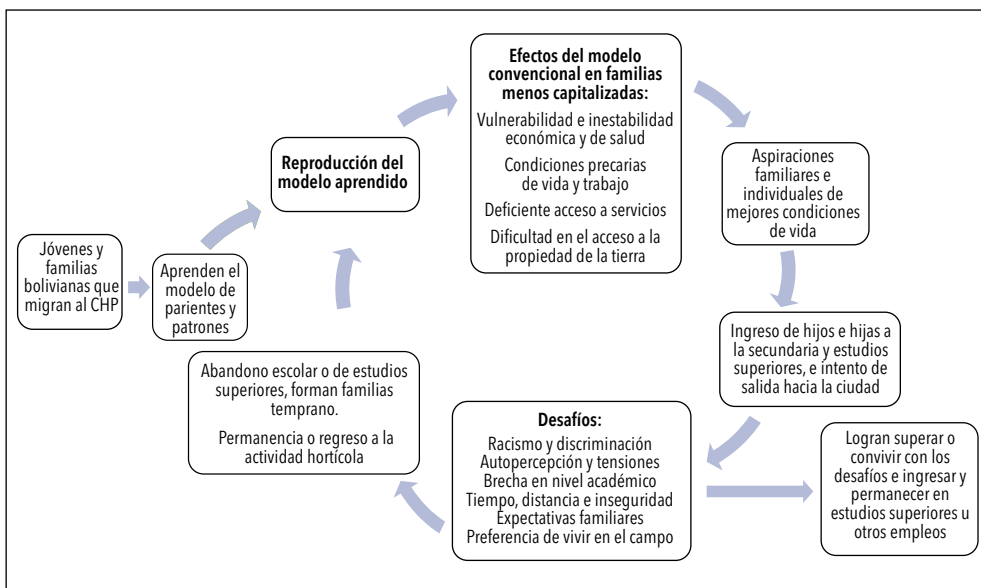 Jóvenes y
familias
bolivianas que
migran al CHP
Aprenden el
modelo de
parientes y
patrones
Reproducción del
modelo aprendido
Efectos del modelo
convencional en familias
menos capitalizadas:
Vulnerabilidad e inestabilidad
económica y de salud
Condiciones precarias
de vida y trabajo
Deficiente acceso a servicios
Dificultad en el acceso a la
propiedad de la tierra
Aspiraciones
familiares e
individuales de
mejores condiciones
de vida
Ingreso de hijos e hijas a
la secundaria y estudios
superiores, e intento de
salida hacia la ciudad
Desafíos:
Racismo y discriminación
Autopercepción y tensiones
Brecha en nivel académico
Tiempo, distancia e inseguridad
Expectativas familiares
Preferencia de vivir en el campo
Logran superar o
convivir con los
desafíos e ingresar y
permanecer en
estudios superiores u
otros empleos
Abandono escolar o de estudios
superiores, forman familias
temprano.
Permanencia o regreso a la
actividad hortícola